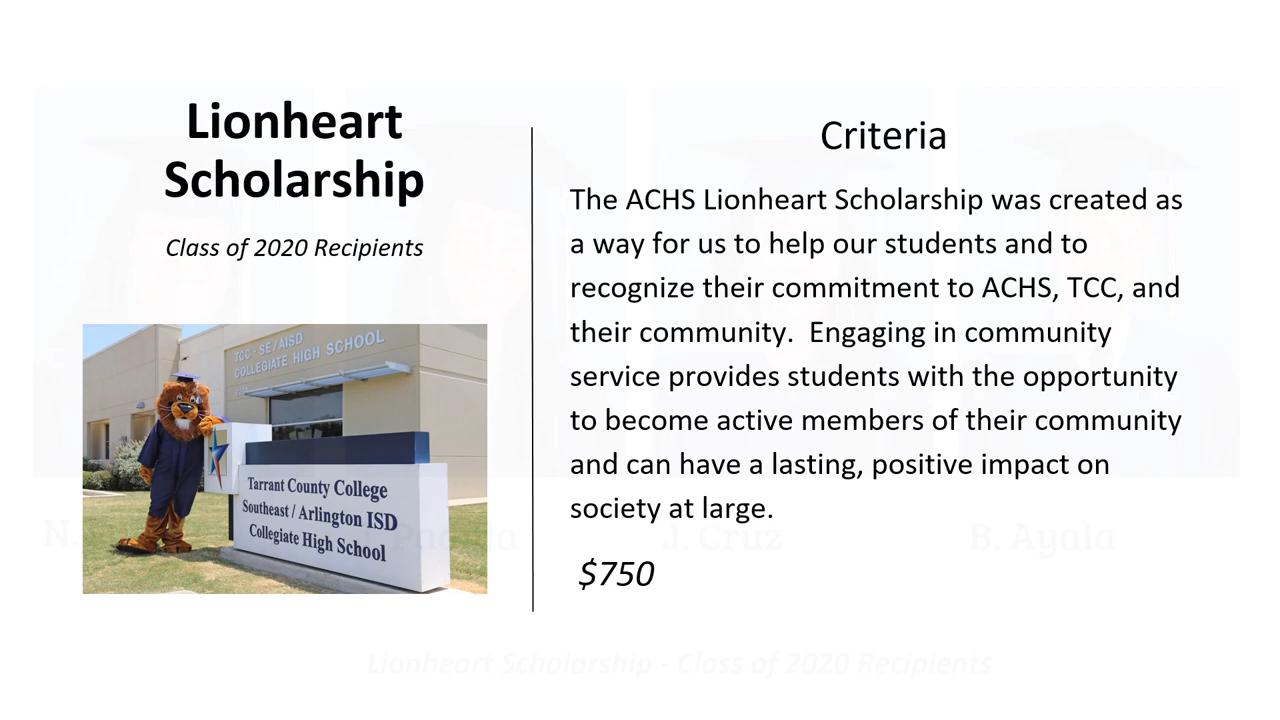 Lionheart
Scholarship
Class of 2020 Recipients
TCC - SE / AISD
COLLEGIATE HIGH SCHOOL
Tarrant County College
Southeast / Arlington ISD
Collegiate High School
Criteria
The ACHS Lionheart Scholarship was created as
a way for us to help our students and to
recognize their commitment to ACHS, TCC, and
their community.  Engaging in community
service provides students with the opportunity
to become active members of their community
and can have a lasting, positive impact on
society at large.
$750
N.
J. Cruz
B. Ayala
Lionheart Scholarship - Class of 2020 Recipients